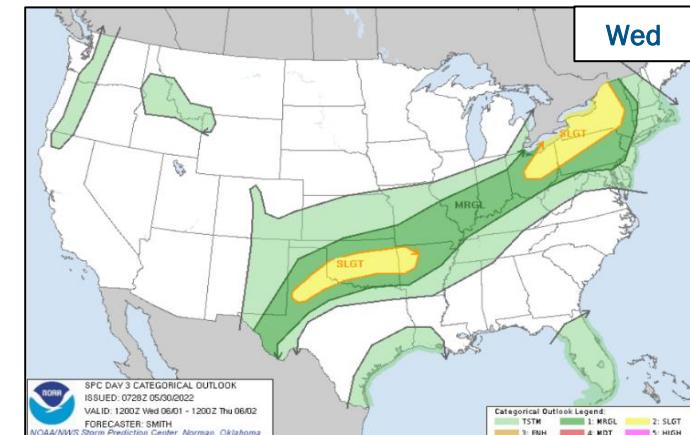 Wed
SLGT
MRGL
SLGT
NOAA
SPC DAY 3 CATEGORICAL OUTLOOK
ISSUED: 0728Z 05/30/2022
VALID: 1200Z Wed 06/01 - 1200Z Thu 06/02
FORECASTER: SMITH
NOAA/NWS Storm Prediction Center, Norman, Oklahoma
Categorical Outlook Legend:
TSTM 1: MRGL 2: SLGT
3: ENH 4: MDT 5: HIGH